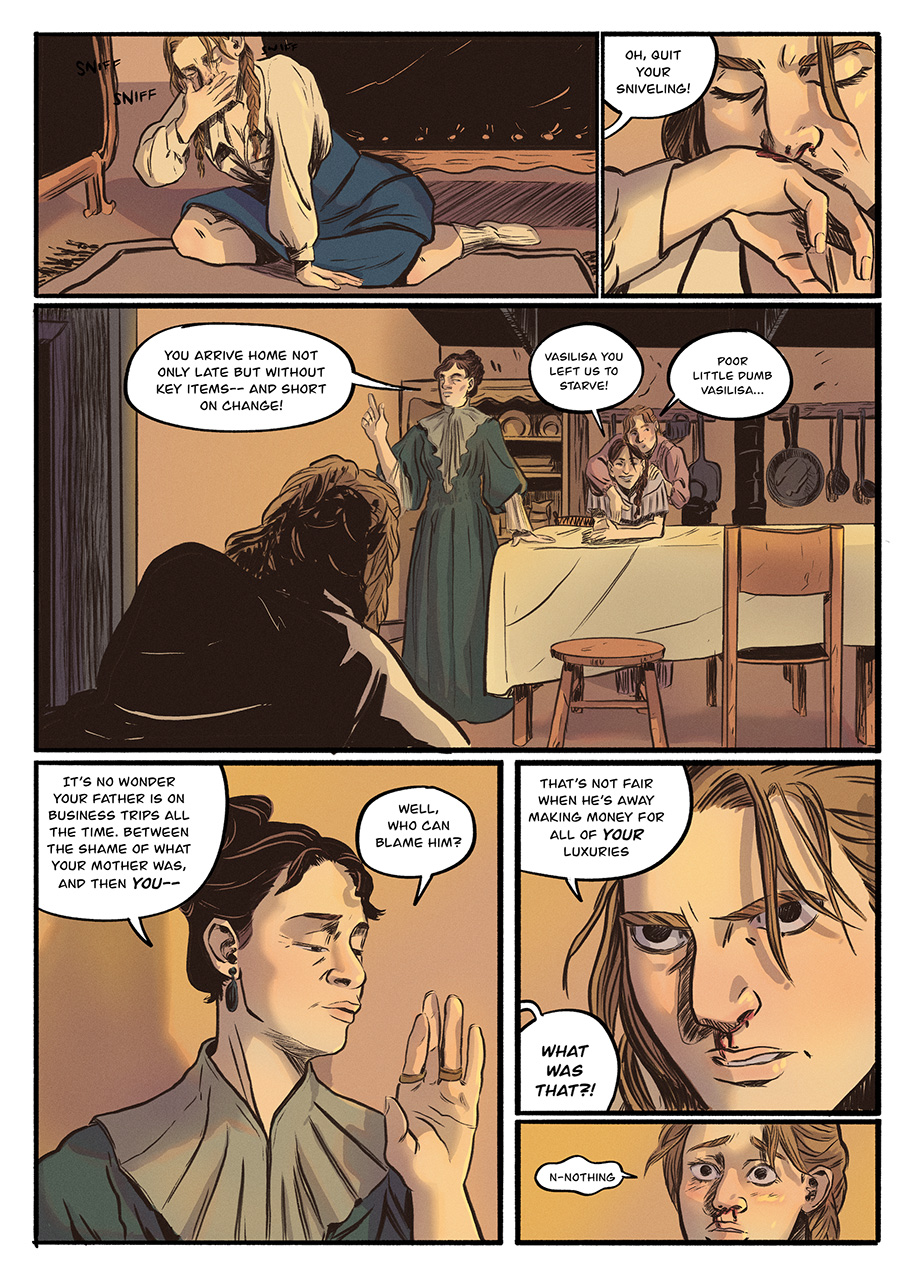 SNIFF
SNIFF
SNIFF
OH, QUIT
YOUR
SNIVELING!
YOU ARRIVE HOME NOT
ONLY LATE BUT WITHOUT
KEY ITEMS-- AND SHORT
ON CHANGE!
VASILISA YOU
LEFT US TO
STARVE!
POOR
LITTLE DUMB
VASILISA...
IT'S NO WONDER
YOUR FATHER IS ON
BUSINESS TRIPS ALL
THE TIME. BETWEEN
THE SHAME OF WHAT
YOUR MOTHER WAS,
AND THEN YOU--
WELL,
WHO CAN
BLAME HIM?
THAT'S NOT FAIR
WHEN HE'S AWAY
MAKING MONEY FOR
ALL OF YOUR
LUXURIES
WHAT
WAS
THAT?!
N-NOTHING